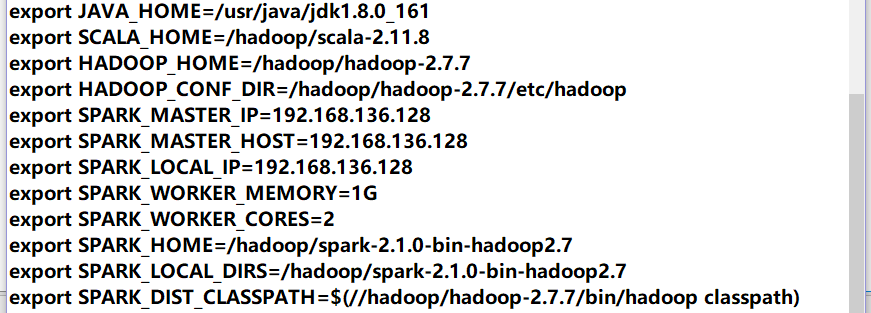 export JAVA_HOME=/usr/java/jdk1.8.0_161
export SCALA_HOME=/hadoop/scala-2.11.8
export HADOOP_HOME=/hadoop/hadoop-2.7.7
export HADOOP_CONF_DIR=/hadoop/hadoop-2.7.7/etc/hadoop
export SPARK_MASTER_IP=192.168.136.128
export SPARK_MASTER_HOST=192.168.136.128
export SPARK_LOCAL_IP=192.168.136.128
export SPARK_WORKER_MEMORY=1G
export SPARK_WORKER_CORES=2
export SPARK_HOME=/hadoop/spark-2.1.0-bin-hadoop2.7
export SPARK_LOCAL_DIRS=/hadoop/spark-2.1.0-bin-hadoop2.7
export SPARK_DIST_CLASSPATH=$(//hadoop/hadoop-2.7.7/bin/hadoop classpath)